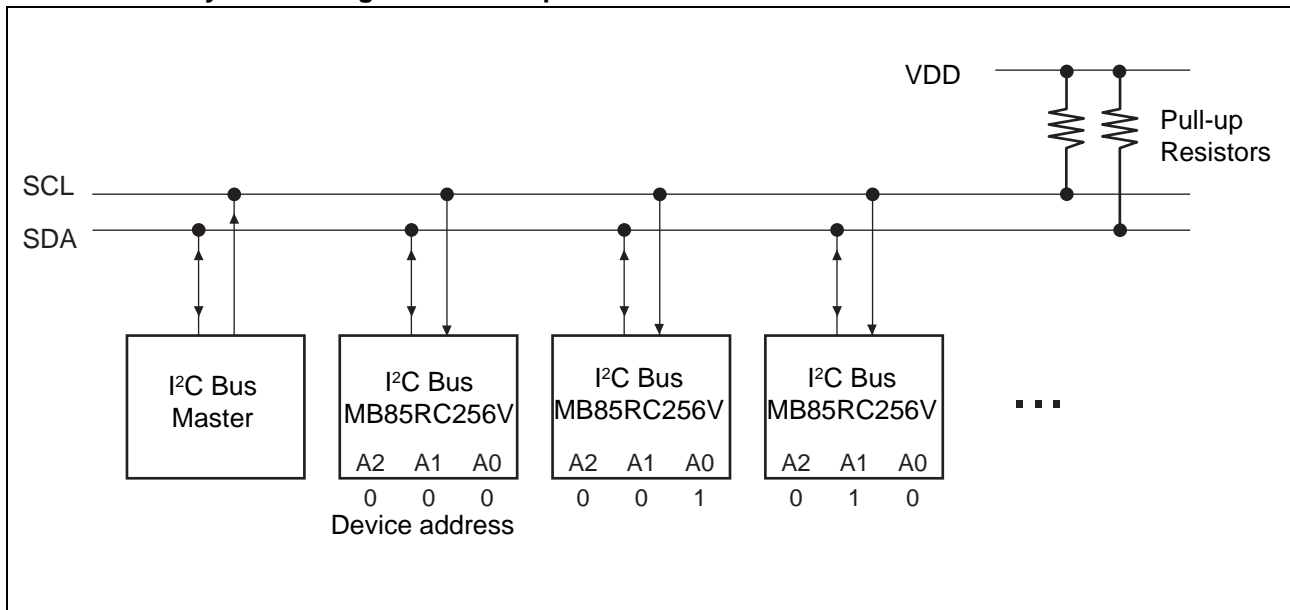 VDD
Pull-up
Resistors
SCL
SDA
I²C Bus
Master
I²C Bus
MB85RC256V
A2 A1 A0
0 0 0
Device address
I²C Bus
MB85RC256V
A2 A1 A0
0 0 1
I²C Bus
MB85RC256V
A2 A1 A0
0 1 0
...